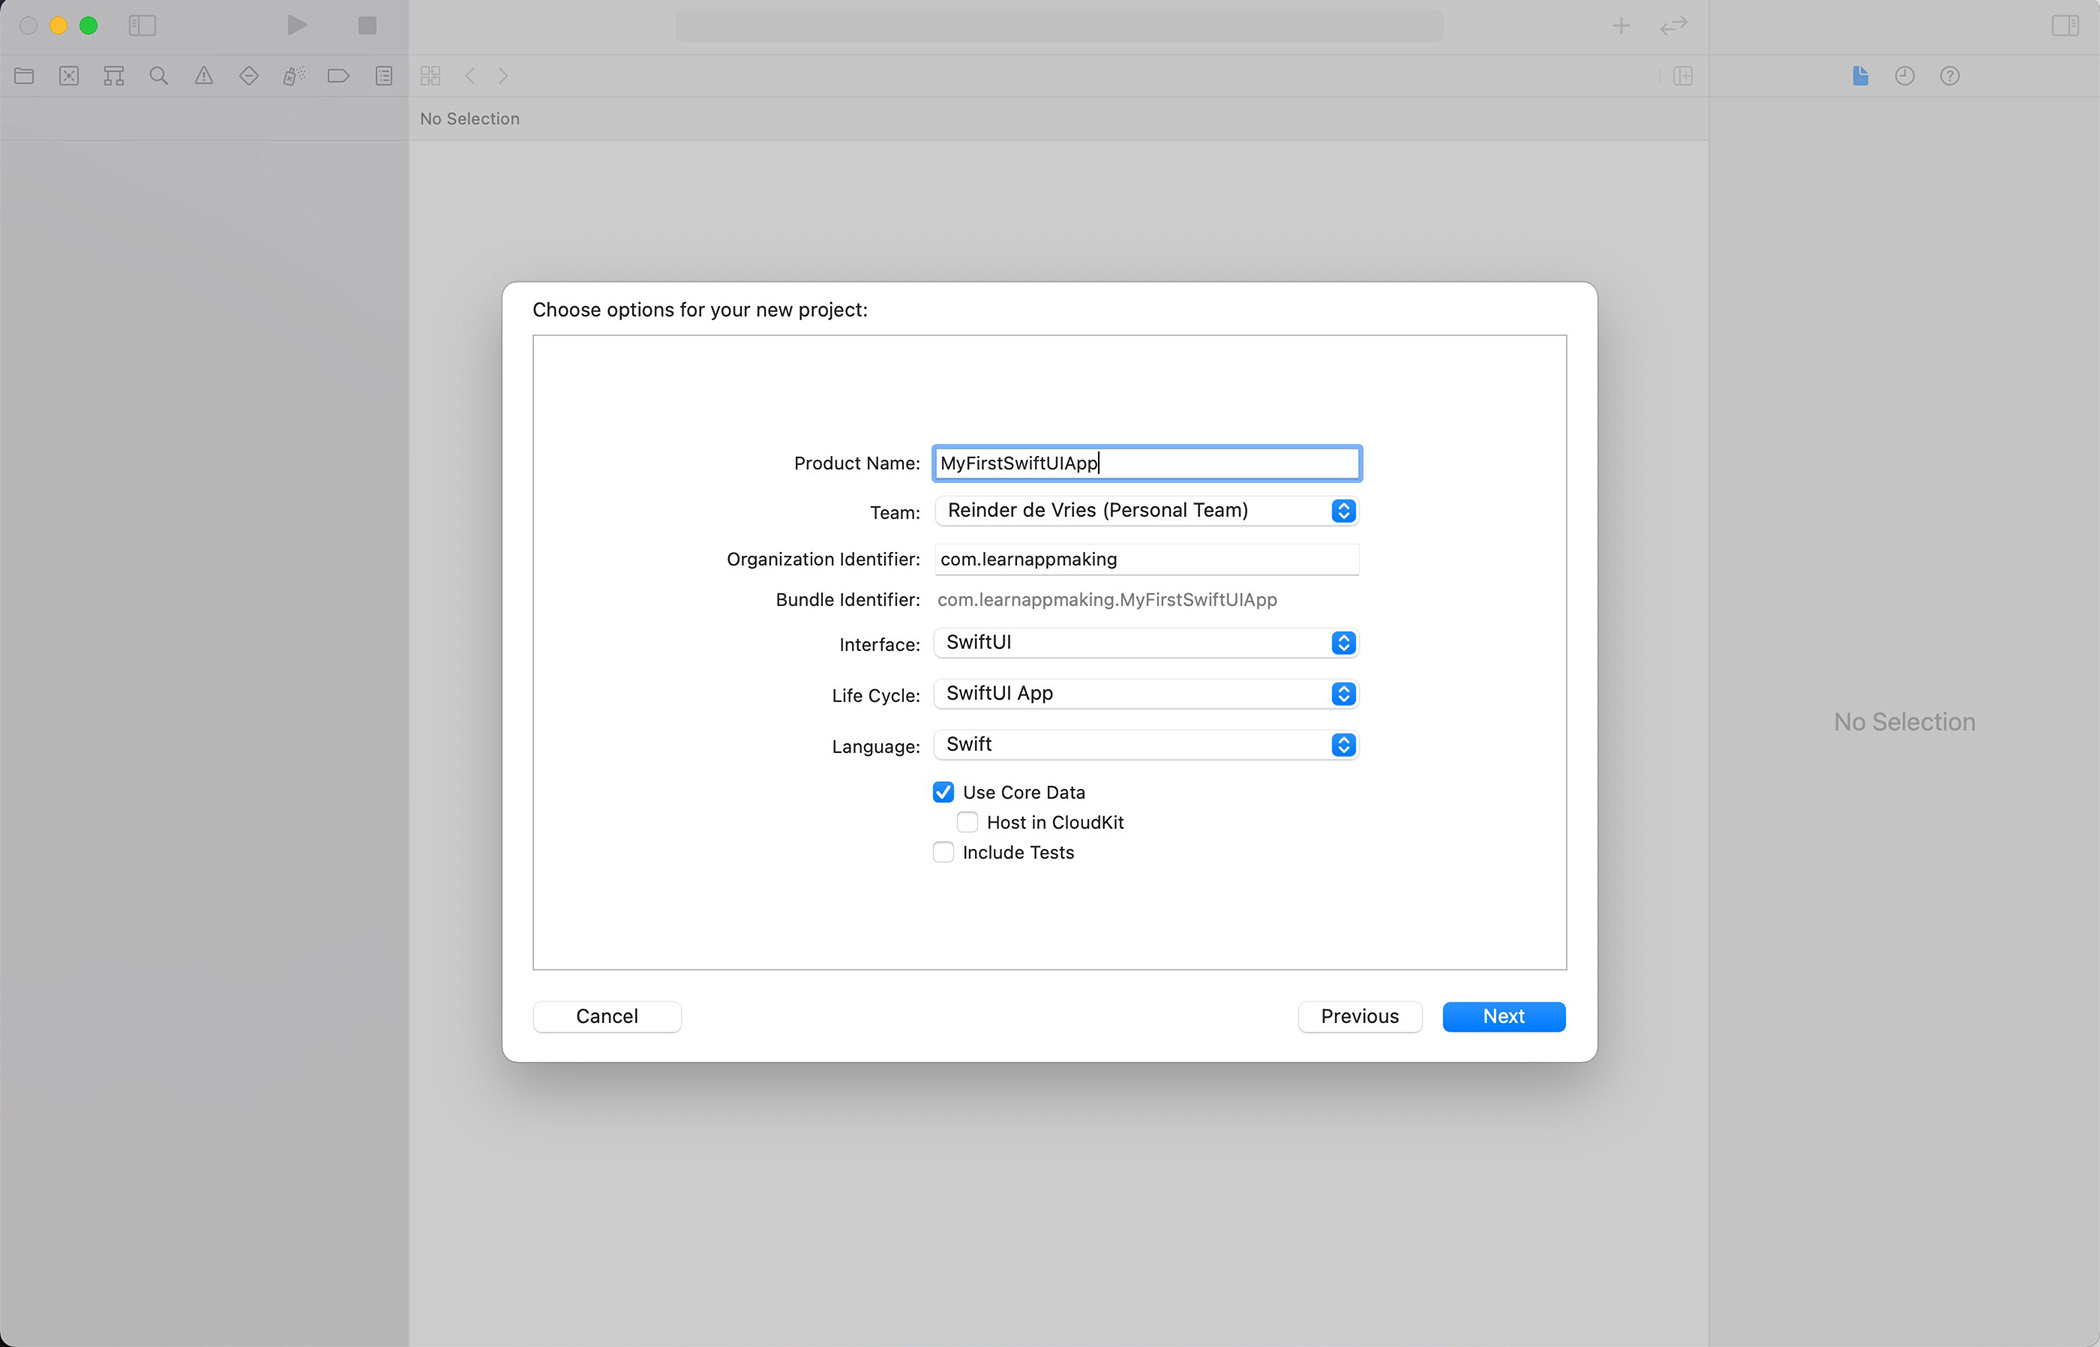 No Selection
Choose options for your new project:
Product Name: MyFirstSwiftUIApp
Team: Reinder de Vries (Personal Team)
Organization Identifier: com.learnappmaking
Bundle Identifier: com.learnappmaking.MyFirstSwiftUIApp
Interface: SwiftUI
Life Cycle: SwiftUI App
Language: Swift
Use Core Data
Host in CloudKit
Include Tests
Cancel Previous Next
No Selection